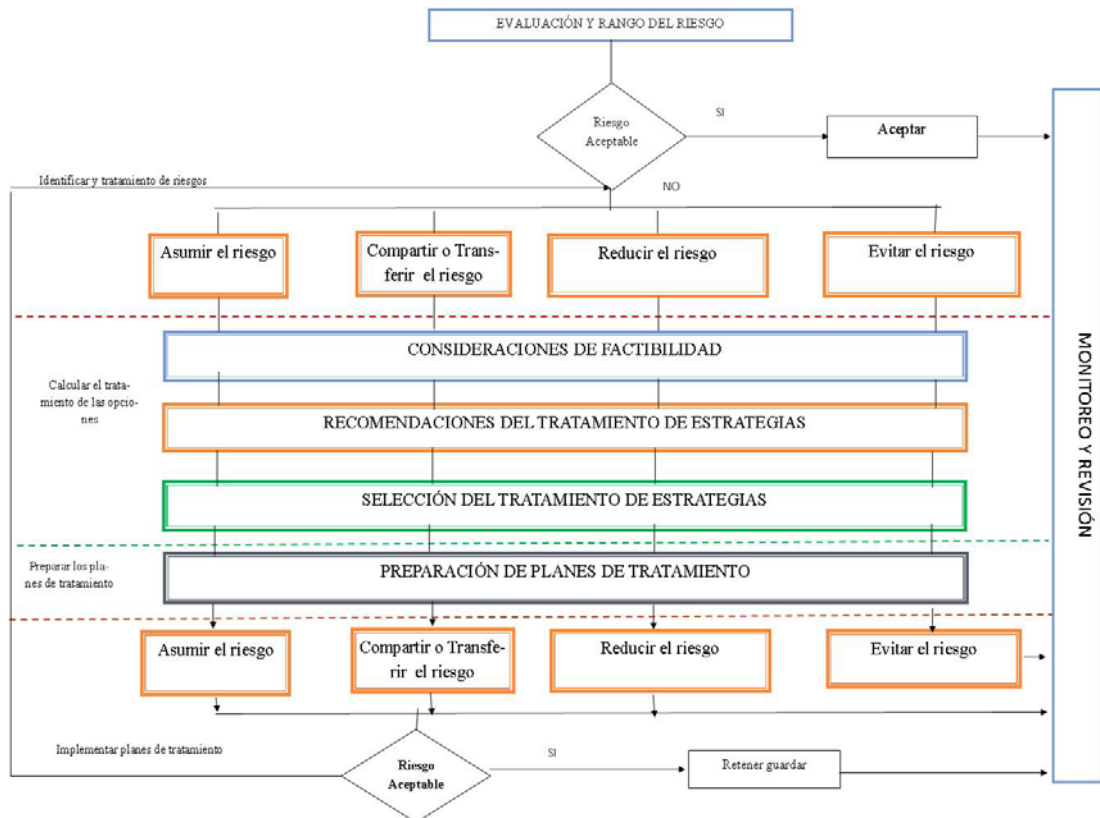 EVALUACIÓN Y RANGO DEL RIESGO
Riesgo
Aceptable
SI
Aceptar
Identificar y tratamiento de riesgos
NO
Asumir el riesgo
Compartir o Trans-
ferir el riesgo
Reducir el riesgo
Evitar el riesgo
CONSIDERACIONES DE FACTIBILIDAD
Calcular el trata-
miento de las opcio-
nes
RECOMENDACIONES DEL TRATAMIENTO DE ESTRATEGIAS
SELECCIÓN DEL TRATAMIENTO DE ESTRATEGIAS
Preparar los pla-
nes de tratamiento
PREPARACIÓN DE PLANES DE TRATAMIENTO
Asumir el riesgo
Compartir o Transfe-
rir el riesgo
Reducir el riesgo
Evitar el riesgo
Implementar planes de tratamiento
Riesgo
Aceptable
SI
Retener guardar
MONITOREO Y REVISIÓN